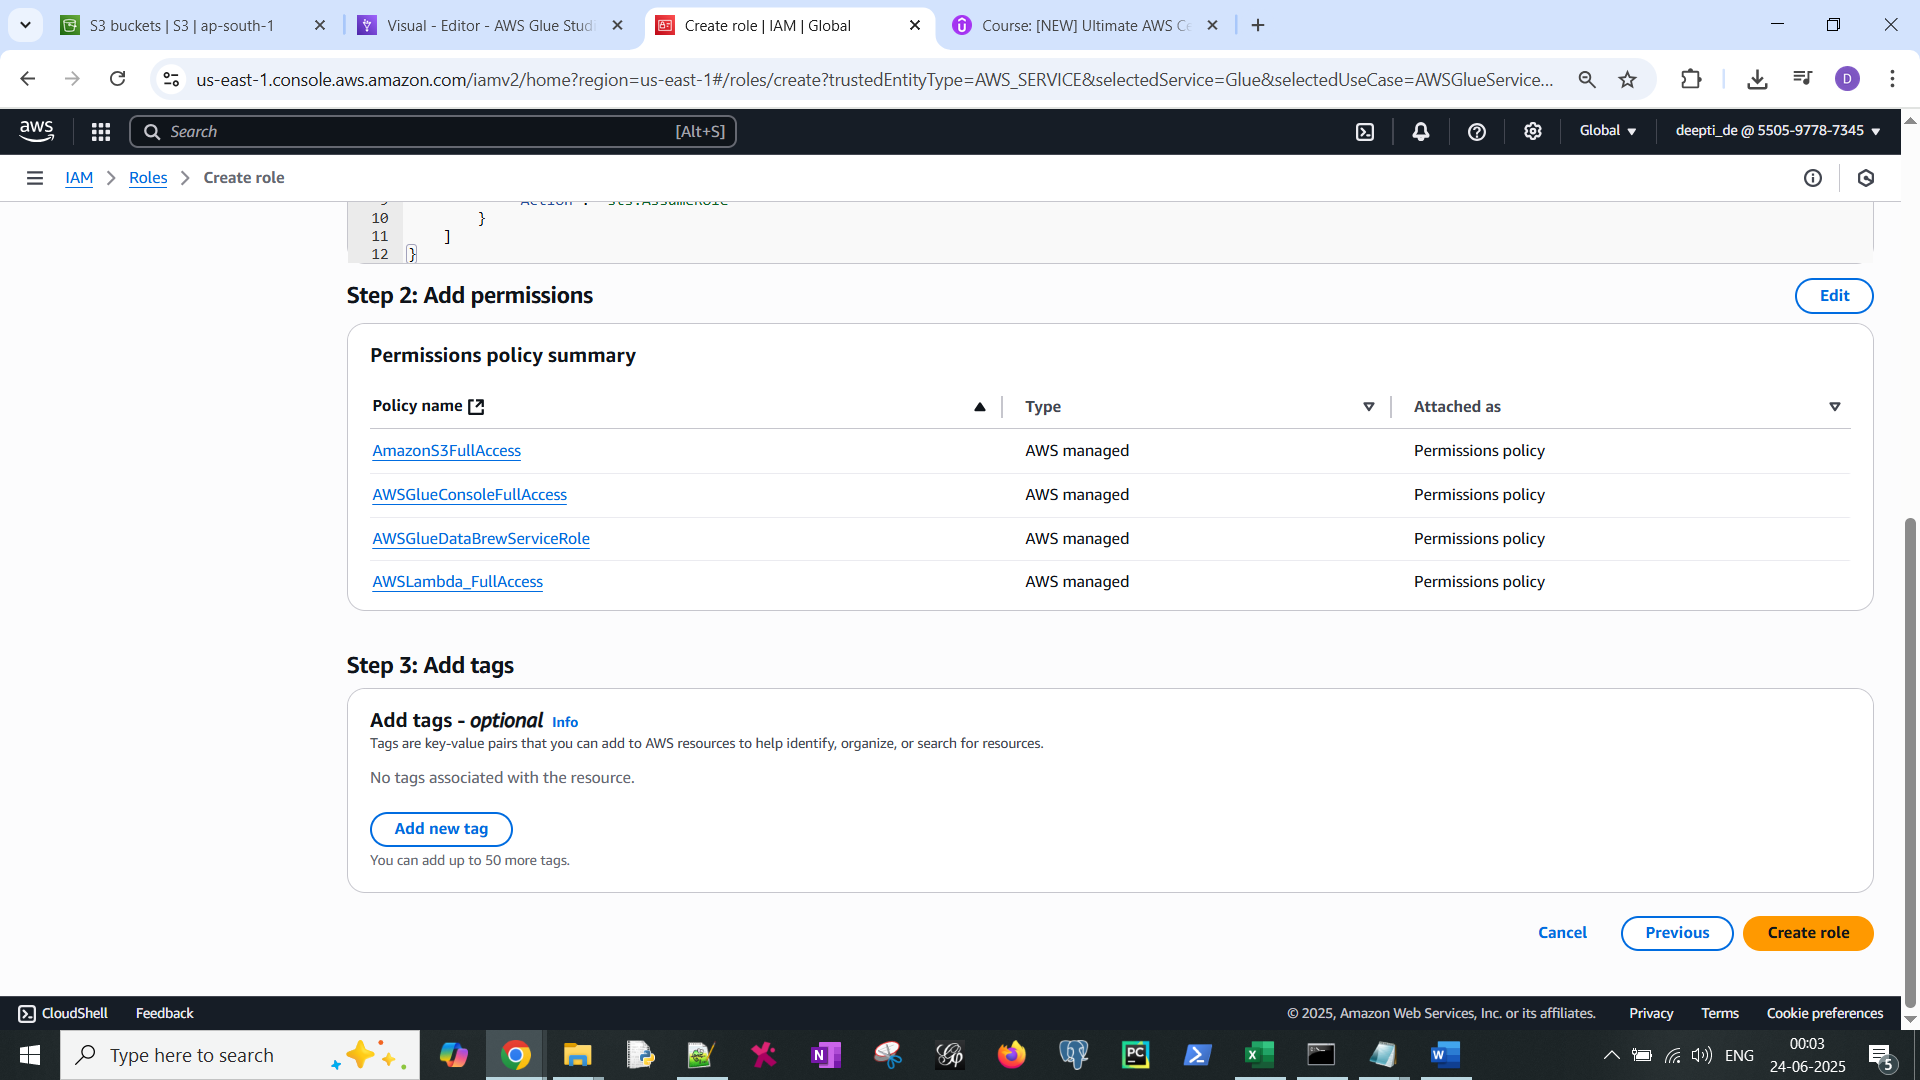 S3 buckets | S3 | ap-south-1
Visual - Editor - AWS Glue Studi
Create role | IAM | Global
Course: [NEW] Ultimate AWS Ce
us-east-1.console.aws.amazon.com/iamv2/home?region=us-east-1#/roles/create?trustedEntityType=AWS_SERVICE&selectedService=Glue&selectedUseCase=AWSGlueService...
D
aws
Search
[Alt+S]
Global
deepti_de @ 5505-9778-7345
IAM
Roles
Create role
9 "Action": "sts:AssumeRole"
10 }
11 ]
12 }
Step 2: Add permissions
Edit
Permissions policy summary
Policy name
Type
Attached as
AmazonS3FullAccess
AWS managed
Permissions policy
AWSGlueConsoleFullAccess
AWS managed
Permissions policy
AWSGlueDataBrewServiceRole
AWS managed
Permissions policy
AWSLambda_FullAccess
AWS managed
Permissions policy
Step 3: Add tags
Add tags - optional Info
Tags are key-value pairs that you can add to AWS resources to help identify, organize, or search for resources.
No tags associated with the resource.
Add new tag
You can add up to 50 more tags.
Cancel
Previous
Create role
CloudShell
Feedback
© 2025, Amazon Web Services, Inc. or its affiliates.
Privacy
Terms
Cookie preferences
Type here to search
ENG
00:03
24-06-2025
5